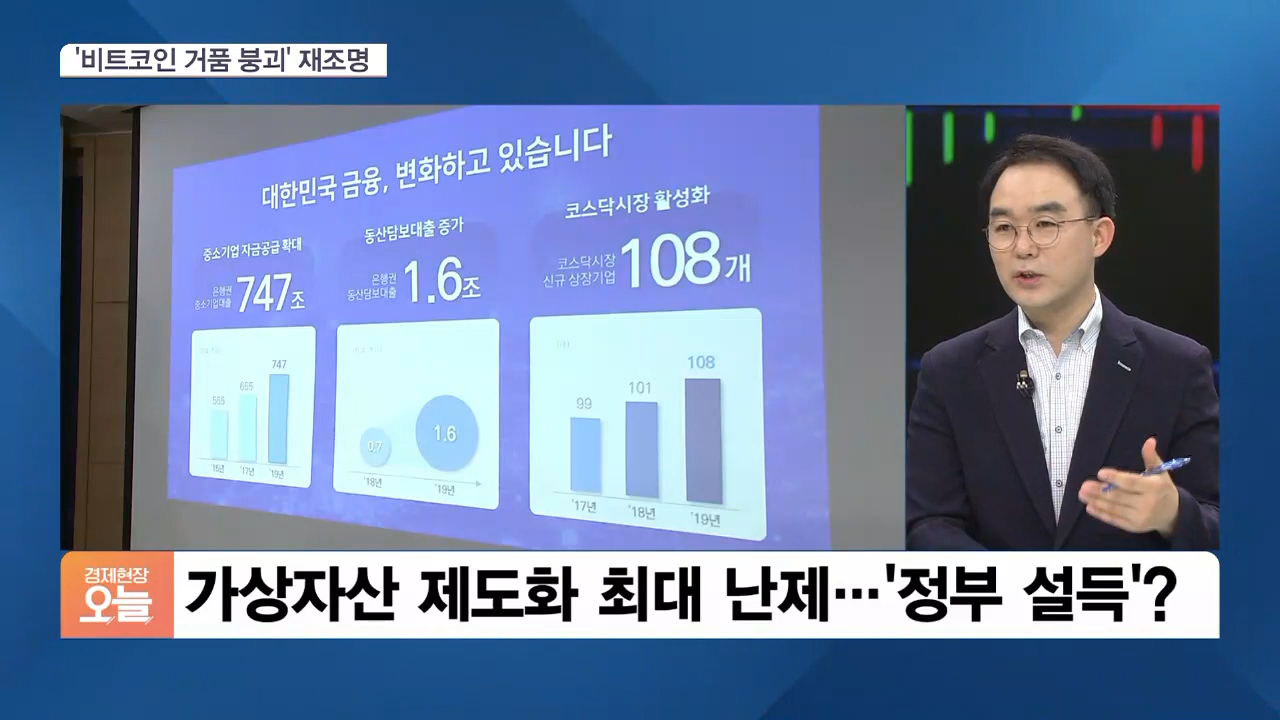 '비트코인 거품 붕괴' 재조명
대한민국 금융, 변화하고 있습니다
중소기업 자금공급 확대
은행권
중소기업대출
747조
565
655
747
'15년
'17년
'19년
동산담보대출 증가
은행권
동산담보대출
1.6조
0.7
1.6
'18년
'19년
코스닥시장 활성화
코스닥시장
신규 상장기업
108개
99
101
108
'17년
'18년
'19년
경제현장
오늘
가상자산 제도화 최대 난제…'정부 설득'?